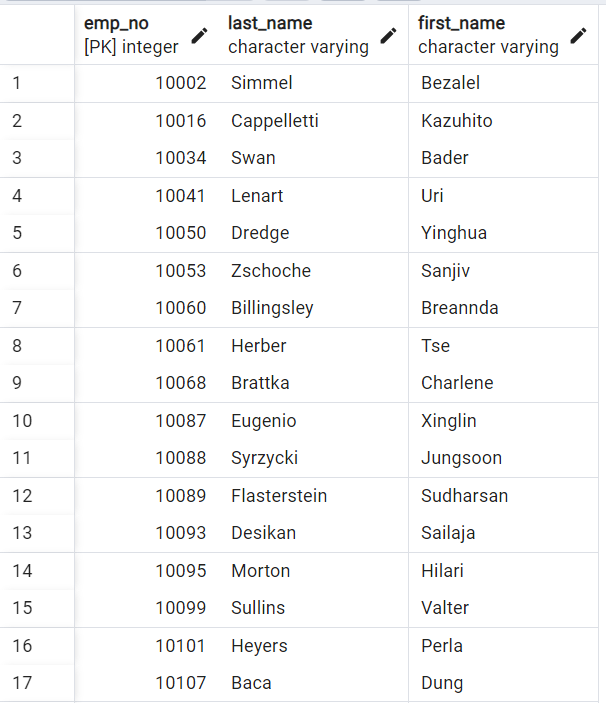 emp_no last_name first_name
[PK] integer character varying character varying
1 10002 Simmel Bezalel
2 10016 Cappelletti Kazuhito
3 10034 Swan Bader
4 10041 Lenart Uri
5 10050 Dredge Yinghua
6 10053 Zschoche Sanjiv
7 10060 Billingsley Breannda
8 10061 Herber Tse
9 10068 Brattka Charlene
10 10087 Eugenio Xinglin
11 10088 Syrzycki Jungsoon
12 10089 Flasterstein Sudharsan
13 10093 Desikan Sailaja
14 10095 Morton Hilari
15 10099 Sullins Valter
16 10101 Heyers Perla
17 10107 Baca Dung